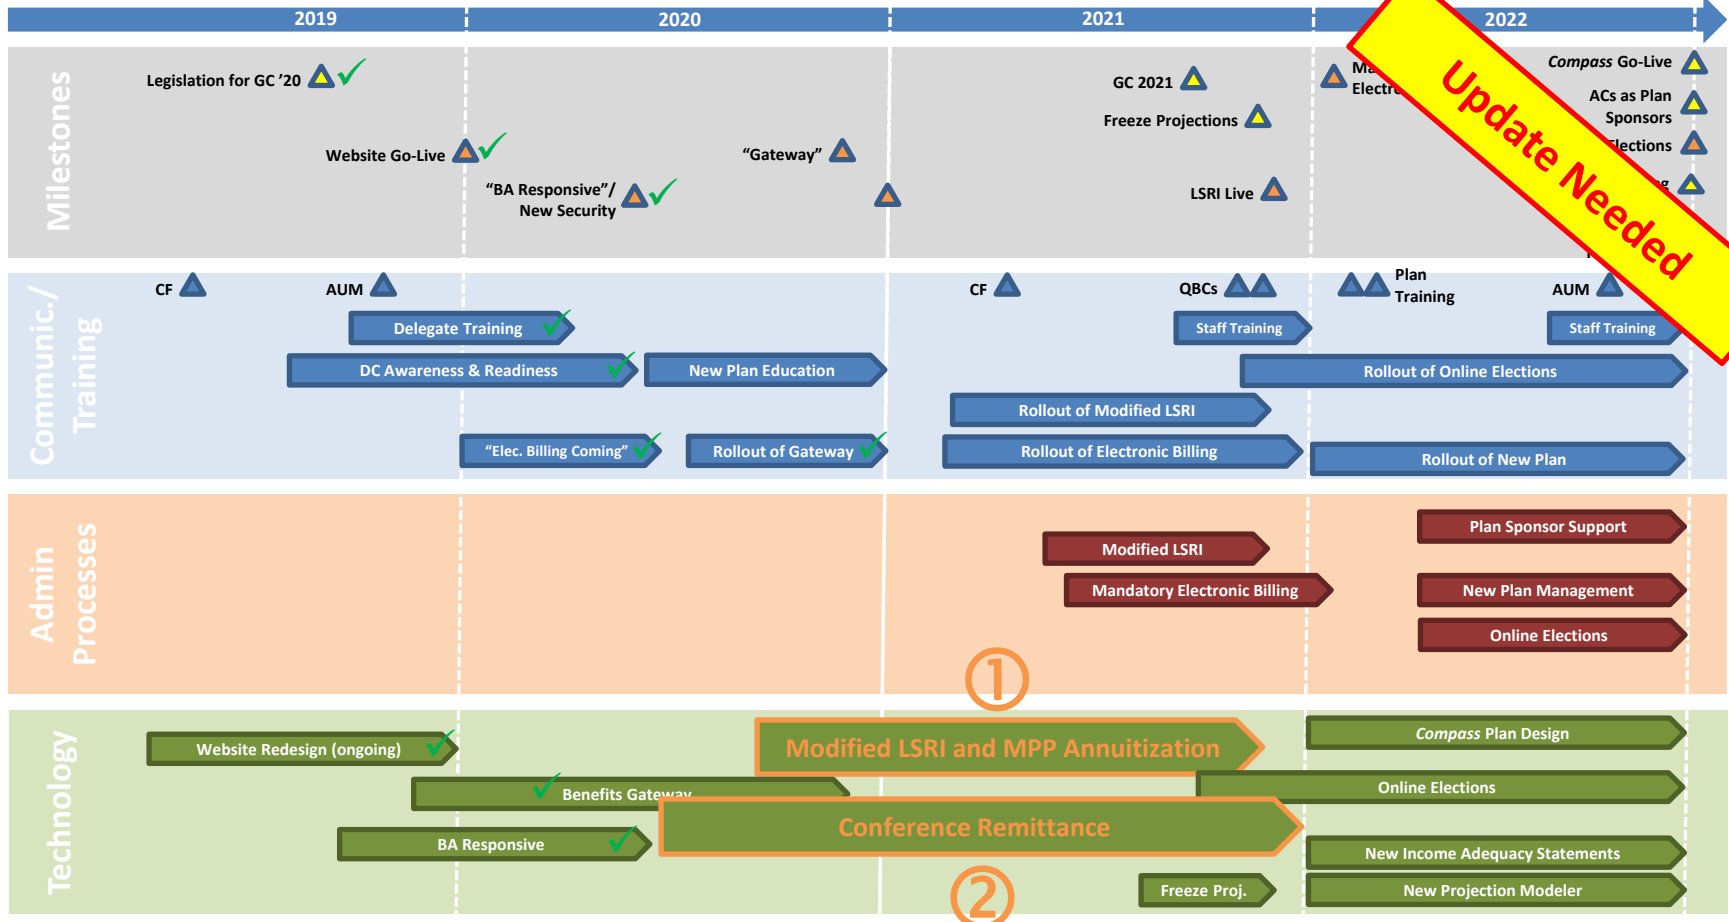 2019
2020
2021
2022
Milestones
Legislation for GC ’20
Website Go-Live
“BA Responsive”/
New Security
“Gateway”
GC 2021
Freeze Projections
LSRI Live
Electro
Compass Go-Live
ACs as Plan
Sponsors
Elections
Update Needed
Communic./
Training
CF
AUM
CF
QBCs
Plan
Training
AUM
Delegate Training
Staff Training
Staff Training
DC Awareness & Readiness
New Plan Education
Rollout of Online Elections
Rollout of Modified LSRI
“Elec. Billing Coming”
Rollout of Gateway
Rollout of Electronic Billing
Rollout of New Plan
Admin
Processes
Plan Sponsor Support
Modified LSRI
Mandatory Electronic Billing
New Plan Management
Online Elections
①
Technology
Website Redesign (ongoing)
Modified LSRI and MPP Annuitization
Compass Plan Design
Benefits Gateway
Online Elections
Conference Remittance
BA Responsive
New Income Adequacy Statements
Freeze Proj.
New Projection Modeler
②